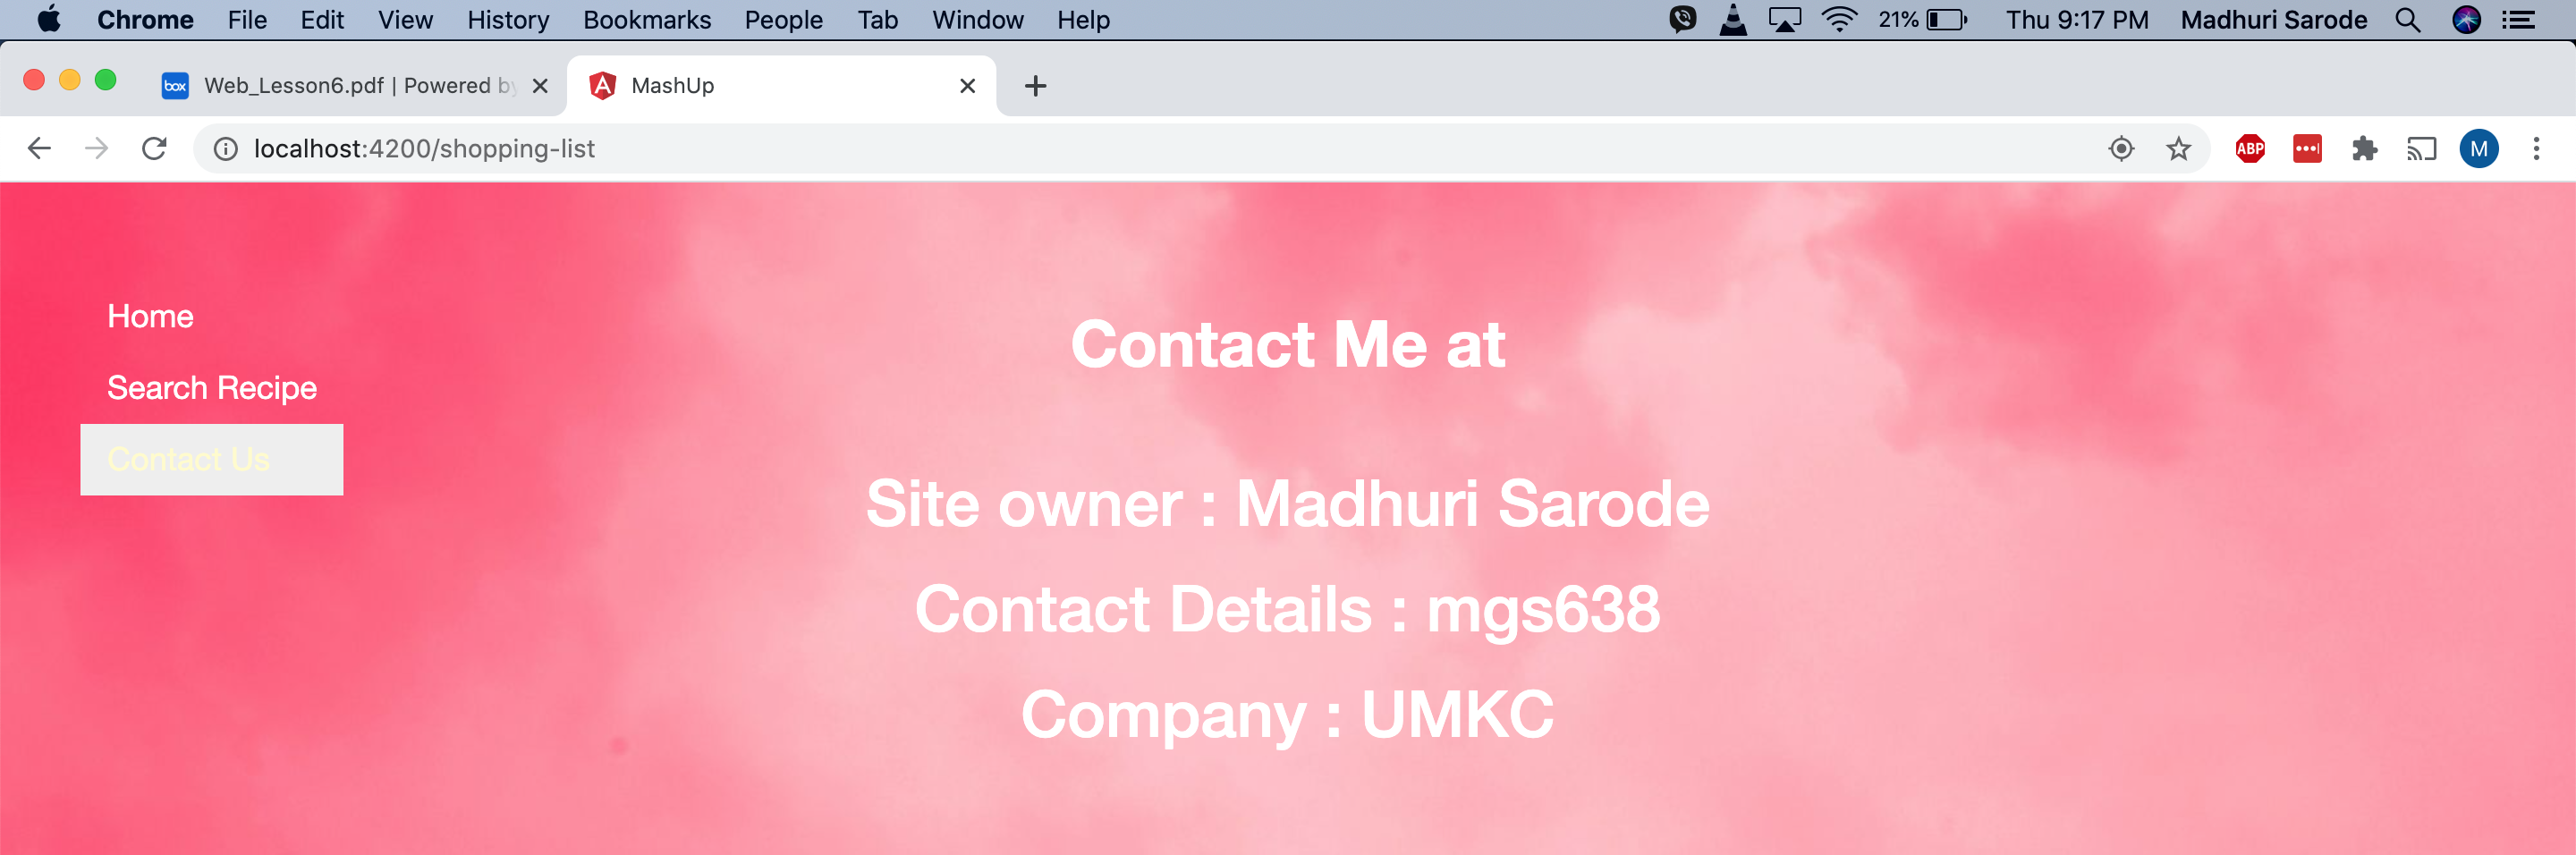 Chrome File Edit View History Bookmarks People Tab Window Help 21% Thu 9:17 PM Madhuri Sarode
box Web_Lesson6.pdf | Powered by A MashUp
localhost:4200/shopping-list ABP M
Home
Search Recipe
Contact Us
Contact Me at
Site owner : Madhuri Sarode
Contact Details : mgs638
Company : UMKC